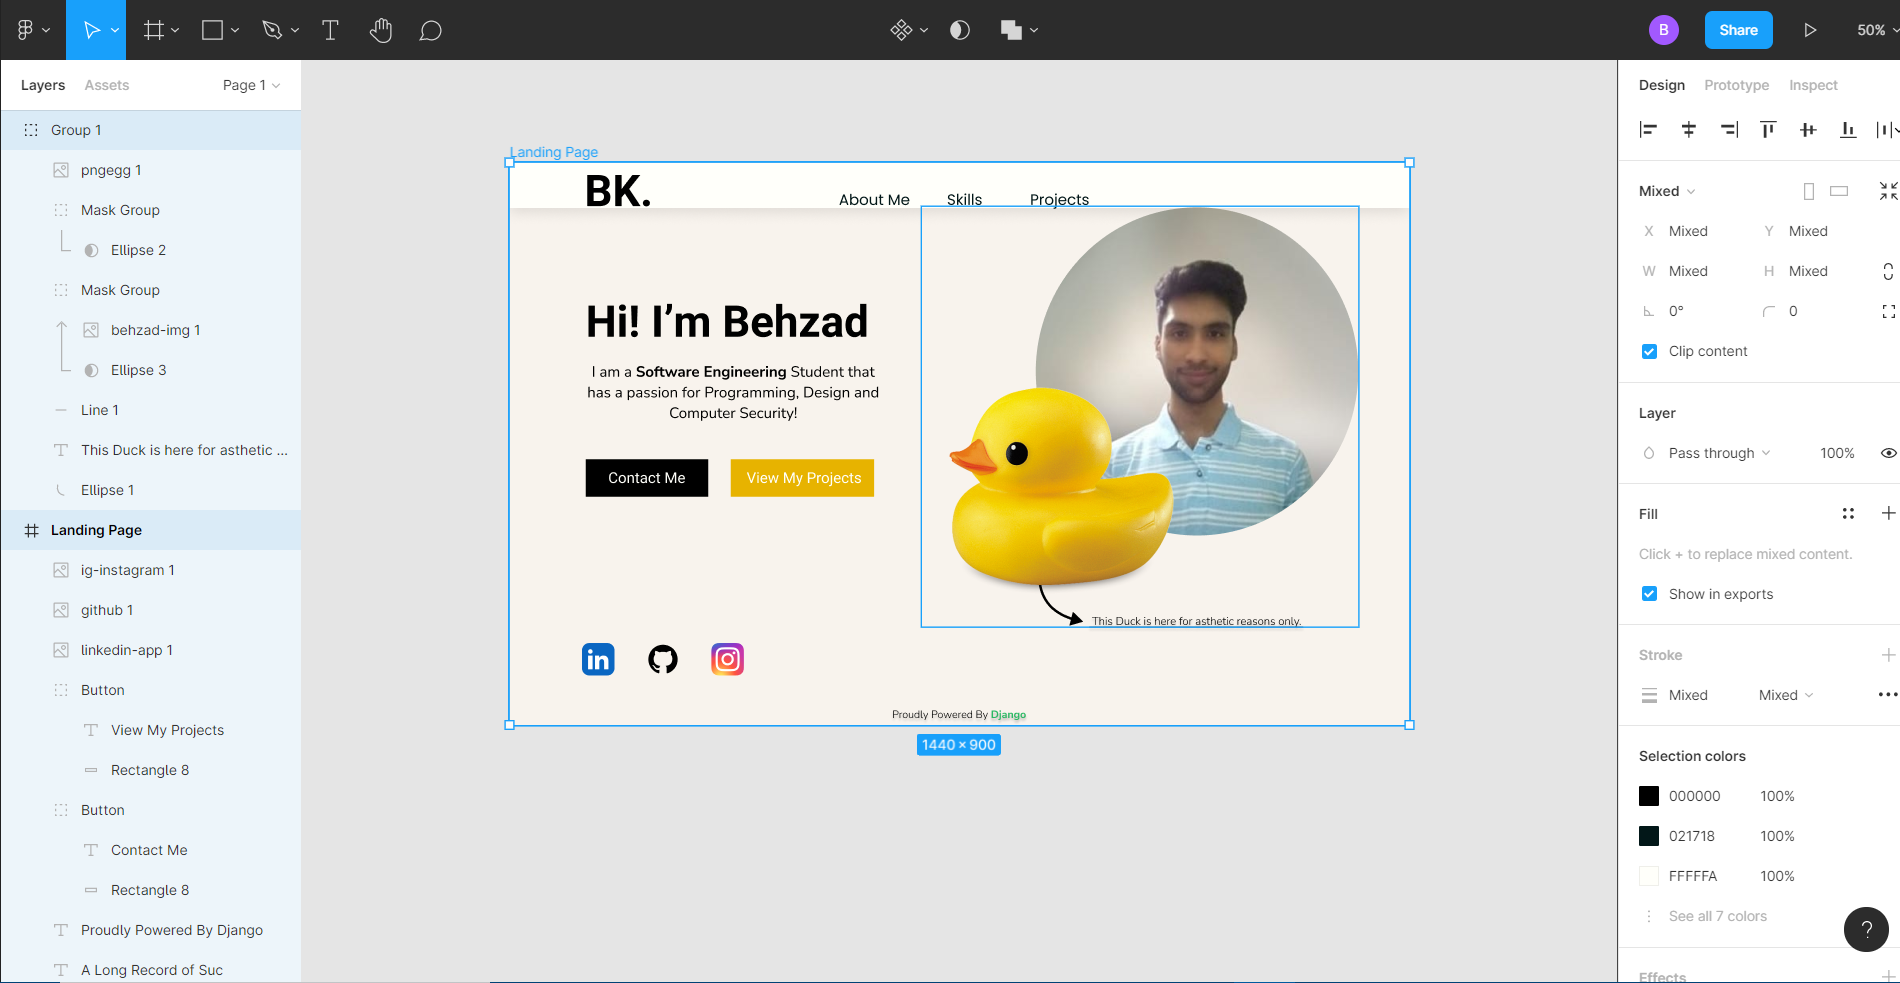 B
Share
50%
Layers
Assets
Page 1
Group 1
pngegg 1
Mask Group
Ellipse 2
Mask Group
behzad-img 1
Ellipse 3
Line 1
This Duck is here for asthetic ...
Ellipse 1
Landing Page
ig-instagram 1
github 1
linkedin-app 1
Button
View My Projects
Rectangle 8
Button
Contact Me
Rectangle 8
Proudly Powered By Django
A Long Record of Suc
Landing Page
BK.
About Me
Skills
Projects
Hi! I’m Behzad
I am a Software Engineering Student that
has a passion for Programming, Design and
Computer Security!
Contact Me
View My Projects
This Duck is here for asthetic reasons only.
in
Proudly Powered By Django
1440 × 900
Design
Prototype
Inspect
Mixed
X Mixed
Y Mixed
W Mixed
H Mixed
0°
0
Clip content
Layer
Pass through
100%
Fill
Click + to replace mixed content.
Show in exports
Stroke
Mixed
Mixed
Selection colors
000000 100%
021718 100%
FFFFFA 100%
See all 7 colors
?
Effects